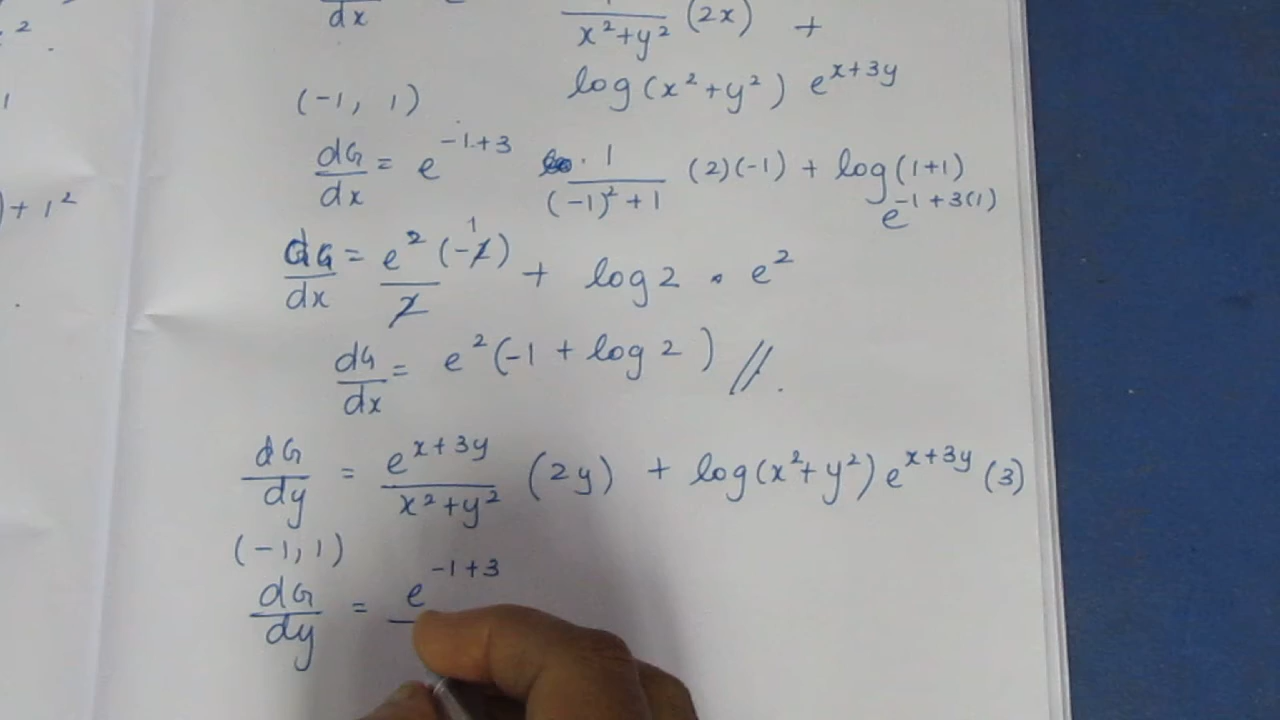 dx x²+y² (2x) +
(-1, 1) log(x²+y²) e^{x+3y}
dG/dx = e^{-1+3} · 1/((-1)²+1) (2)(-1) + log(1+1) e^{-1+3(1)}
dG/dx = e²(-2)/2 + log2 · e²
dG/dx = e²(-1 + log 2) //.
dG/dy = e^{x+3y}/(x²+y²) (2y) + log(x²+y²) e^{x+3y} (3)
(-1, 1)
dG/dy = e^{-1+3}
) + 1²